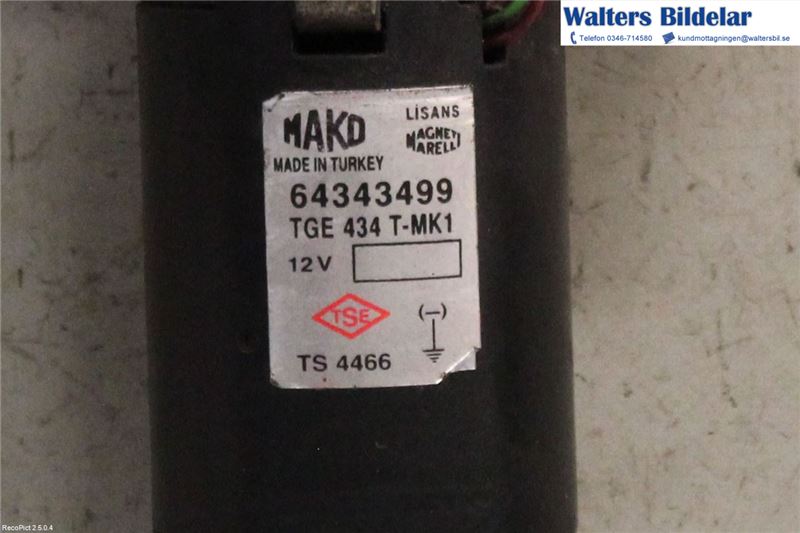 Walters Bildelar
Telefon 0346-714580 kundmottagningen@waltersbil.se
MAKO
LİSANS
MAGNETI
MARELLI
MADE IN TURKEY
64343499
TGE 434 T-MK1
12 V
TSE
(-)
TS 4466
RecoPict 2.5.0.4